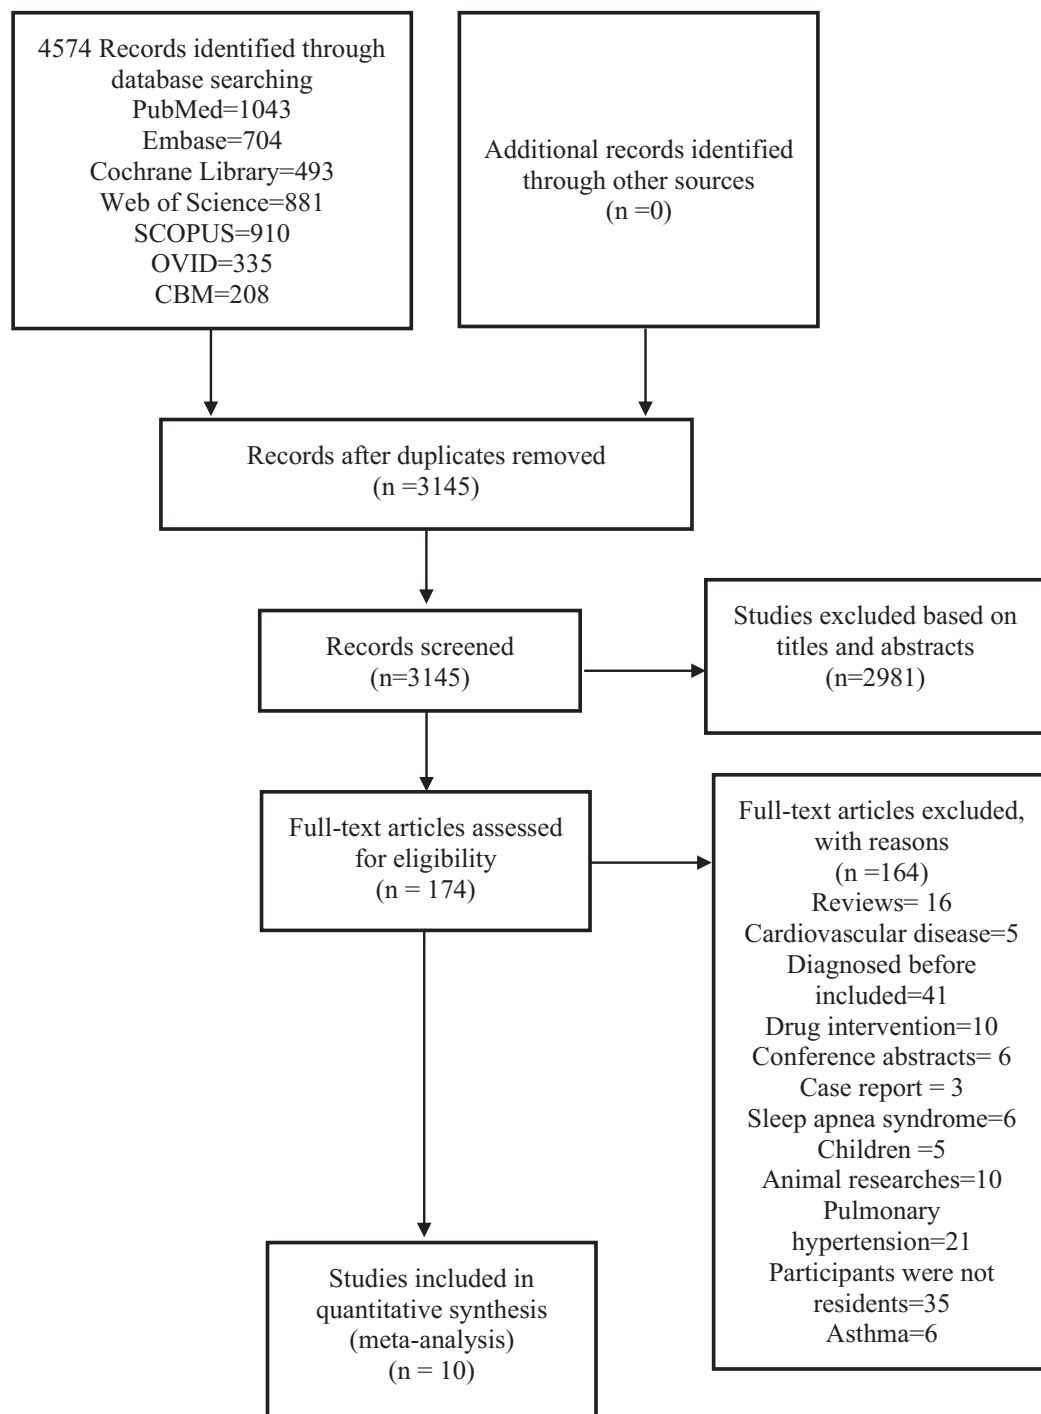 4574 Records identified through
database searching
PubMed=1043
Embase=704
Cochrane Library=493
Web of Science=881
SCOPUS=910
OVID=335
CBM=208
Additional records identified
through other sources
(n =0)
Records after duplicates removed
(n =3145)
Records screened
(n=3145)
Studies excluded based on
titles and abstracts
(n=2981)
Full-text articles assessed
for eligibility
(n = 174)
Full-text articles excluded,
with reasons
(n =164)
Reviews= 16
Cardiovascular disease=5
Diagnosed before
included=41
Drug intervention=10
Conference abstracts= 6
Case report = 3
Sleep apnea syndrome=6
Children =5
Animal researches=10
Pulmonary
hypertension=21
Participants were not
residents=35
Asthma=6
Studies included in
quantitative synthesis
(meta-analysis)
(n = 10)